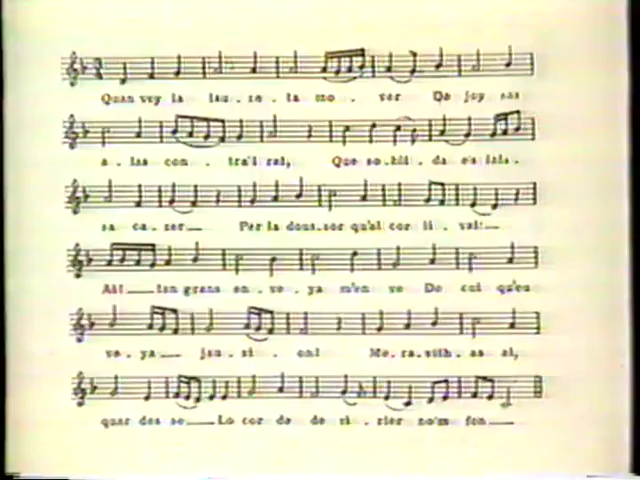 Quan vey la lau. ze. ta mo. ver De joy sas
a. las con. tra'l rai, Que so.bli. da e's lais.
sa ca. zer— Per la dous.sor qu'al cor li. vai:—
Ai!— tan grans en. ve. ya m'en ve De cui qu'eu
ve. ya— jau. zi. on! Me. ra. vilh. as ai,
quar des se— Lo cor de de zi. rier no'm fon—